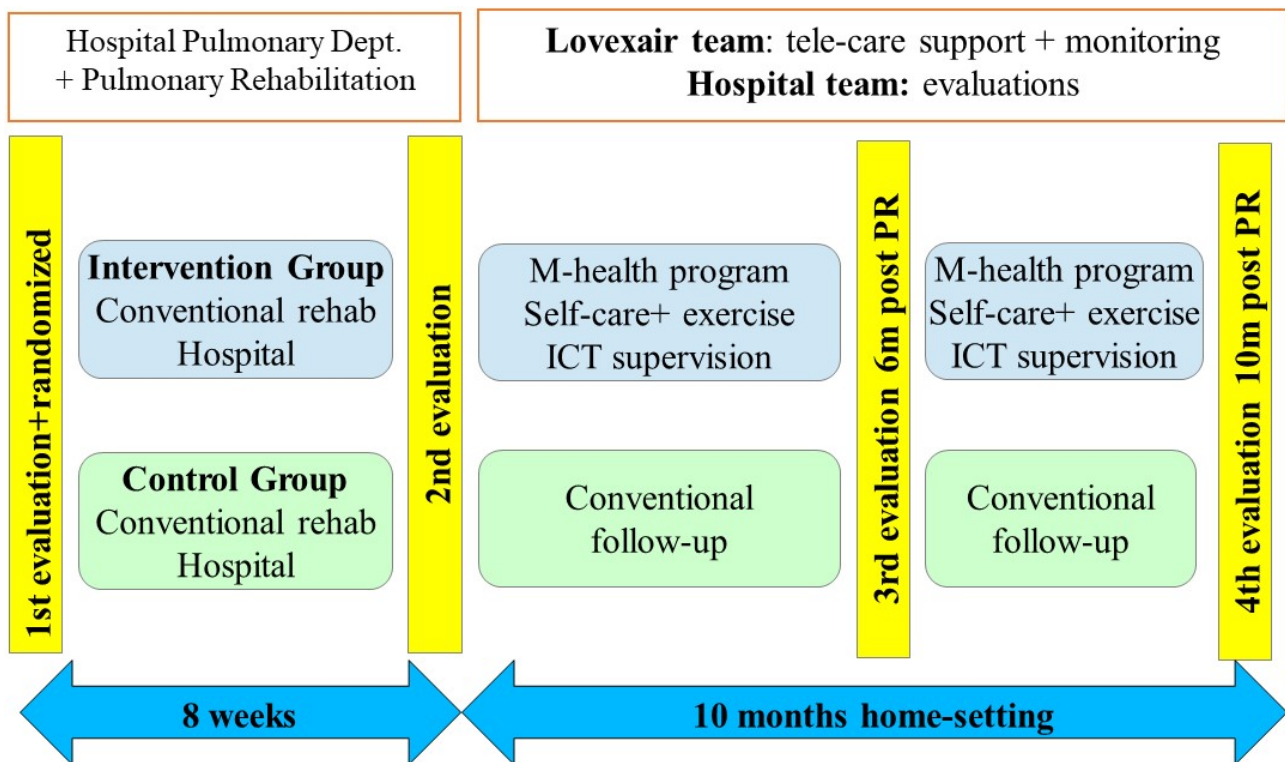 Hospital Pulmonary Dept.
+ Pulmonary Rehabilitation
Lovexair team: tele-care support + monitoring
Hospital team: evaluations
1st evaluation+randomized
Intervention Group
Conventional rehab
Hospital
Control Group
Conventional rehab
Hospital
2nd evaluation
M-health program
Self-care+ exercise
ICT supervision
Conventional
follow-up
3rd evaluation 6m post PR
M-health program
Self-care+ exercise
ICT supervision
Conventional
follow-up
4th evaluation 10m post PR
8 weeks
10 months home-setting